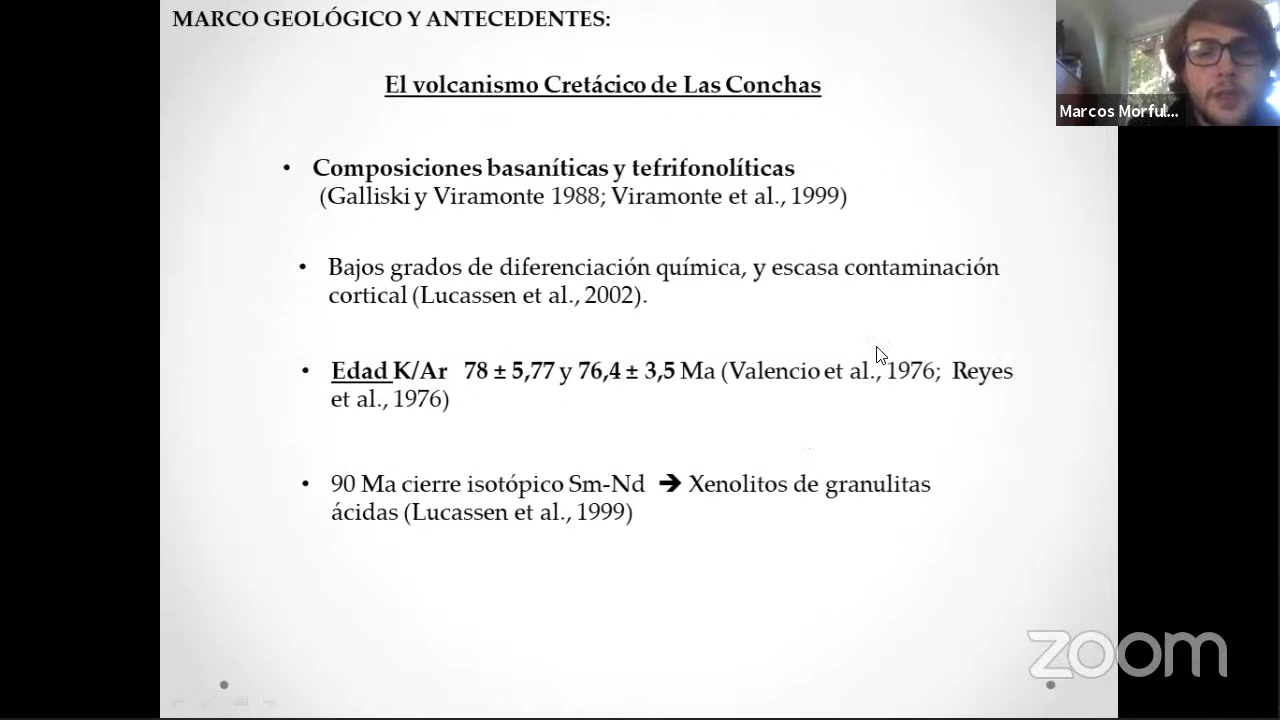 MARCO GEOLÓGICO Y ANTECEDENTES:
El volcanismo Cretácico de Las Conchas
• Composiciones basaníticas y tefrifonolíticas
(Galliski y Viramonte 1988; Viramonte et al., 1999)
• Bajos grados de diferenciación química, y escasa contaminación
cortical (Lucassen et al., 2002).
• Edad K/Ar 78 ± 5,77 y 76,4 ± 3,5 Ma (Valencio et al., 1976; Reyes
et al., 1976)
• 90 Ma cierre isotópico Sm-Nd ➔ Xenolitos de granulitas
ácidas (Lucassen et al., 1999)
Marcos Morful...
zoom